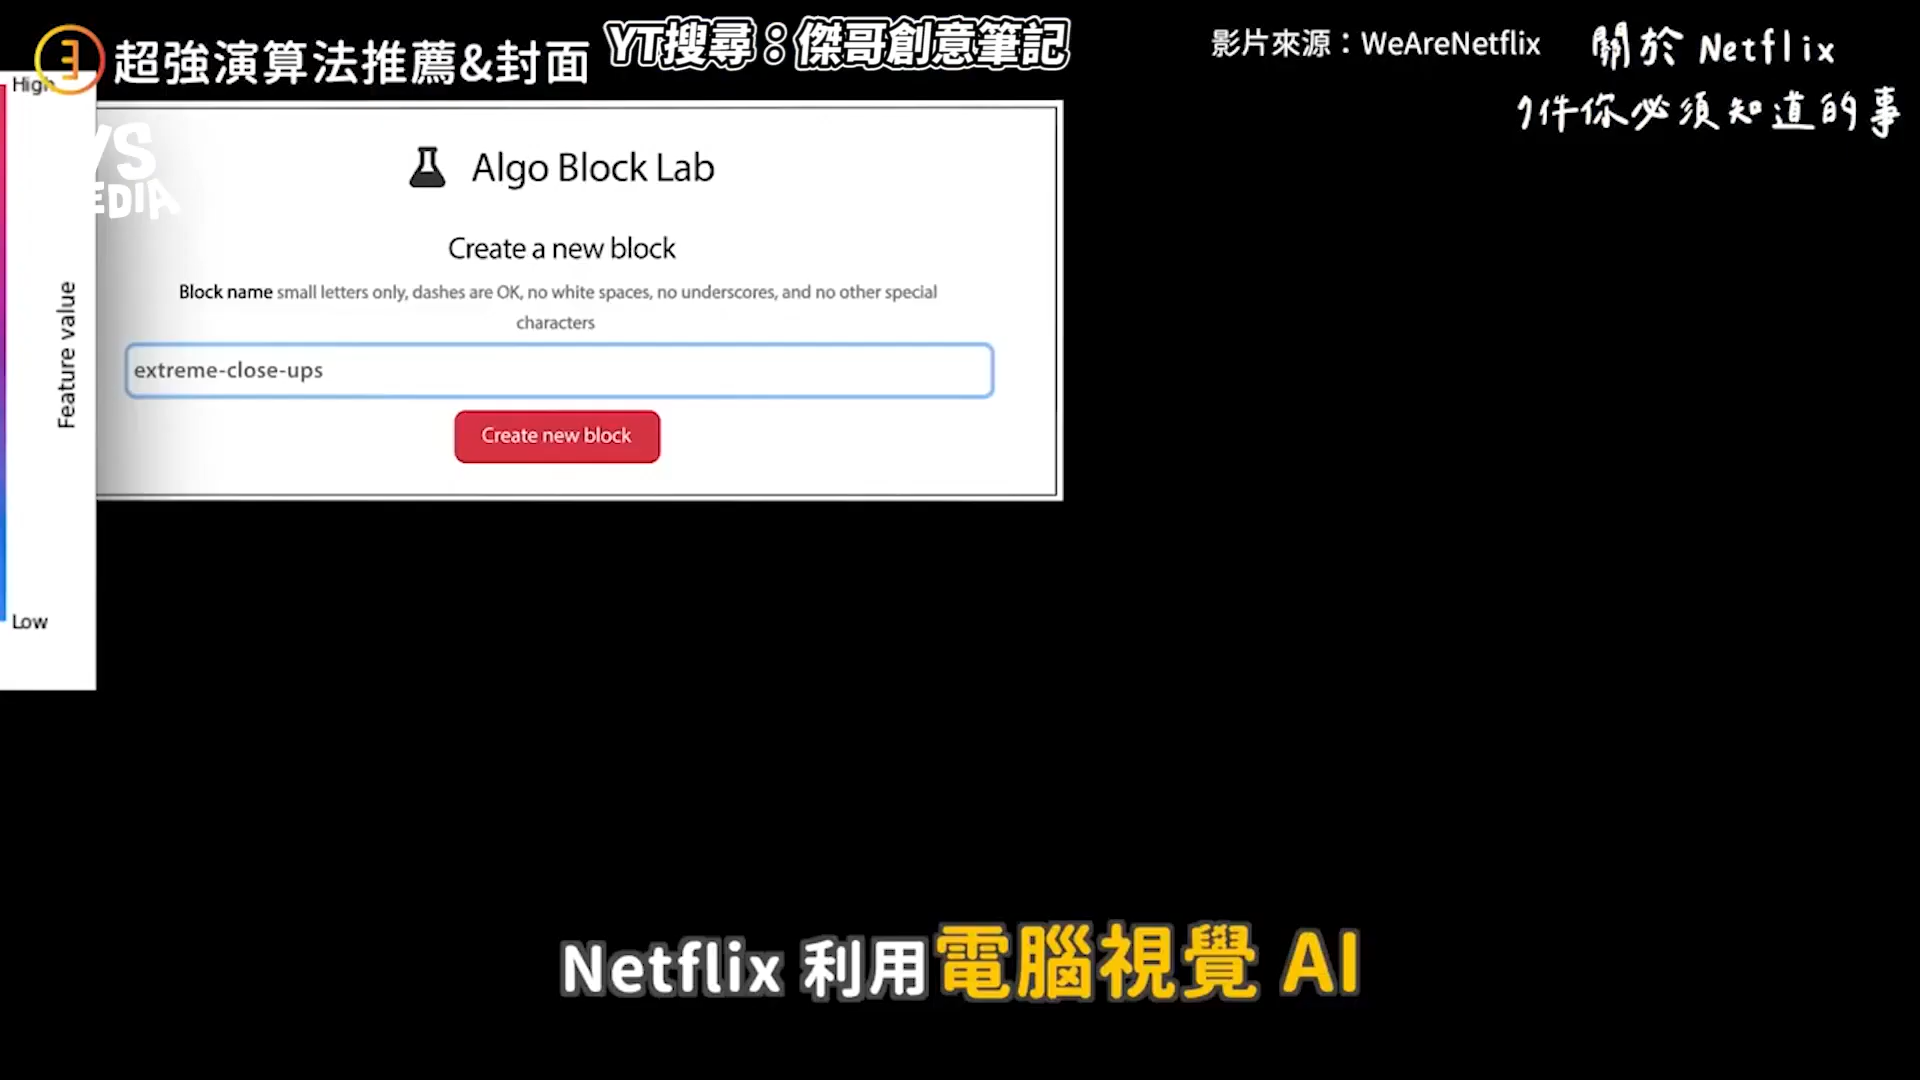 3 超強演算法推薦&封面
YT搜尋：傑哥創意筆記
影片來源：WeAreNetflix
關於 Netflix
7件你必須知道的事
High
Feature value
Low
Algo Block Lab
Create a new block
Block name small letters only, dashes are OK, no white spaces, no underscores, and no other special
characters
extreme-close-ups
Create new block
Netflix 利用電腦視覺 AI